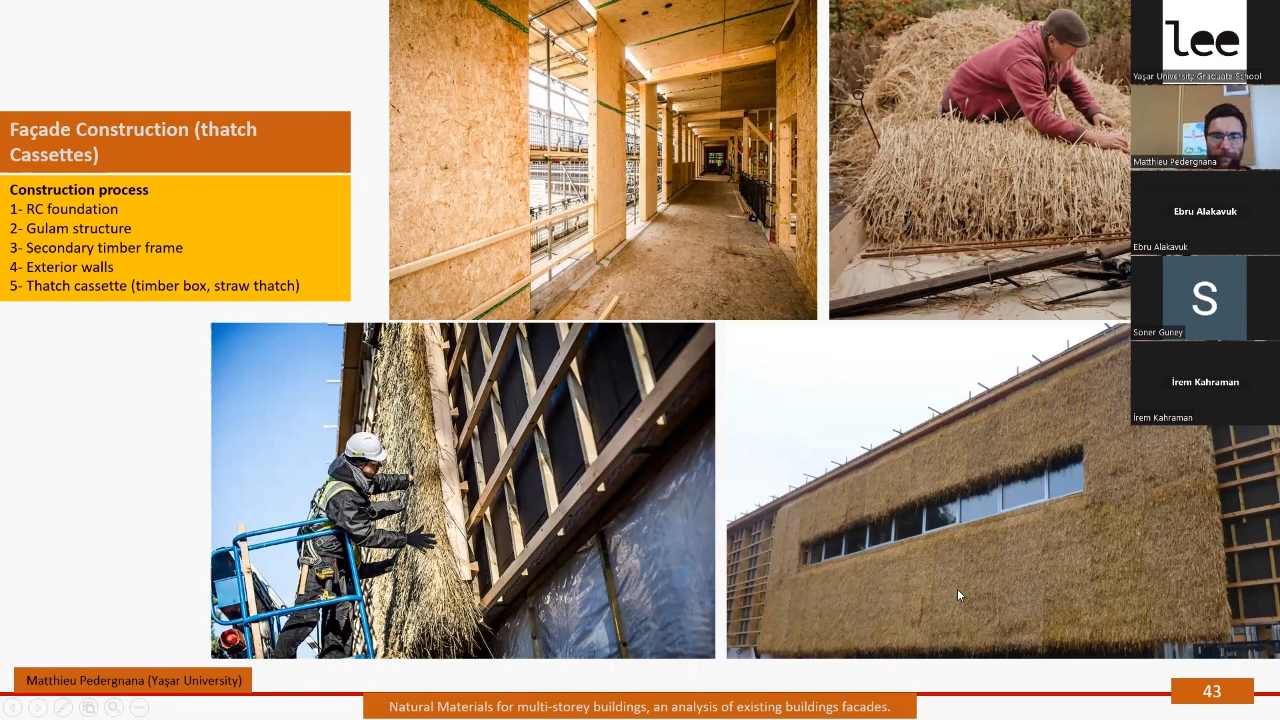 Façade Construction (thatch
Cassettes)
Construction process
1- RC foundation
2- Gulam structure
3- Secondary timber frame
4- Exterior walls
5- Thatch cassette (timber box, straw thatch)
lee
Yaşar University Graduate School
Matthieu Pedergnana
Ebru Alakavuk
Ebru Alakavuk
S
Soner Guney
İrem Kahraman
İrem Kahraman
Matthieu Pedergnana (Yaşar University)
Natural Materials for multi-storey buildings, an analysis of existing buildings facades.
43